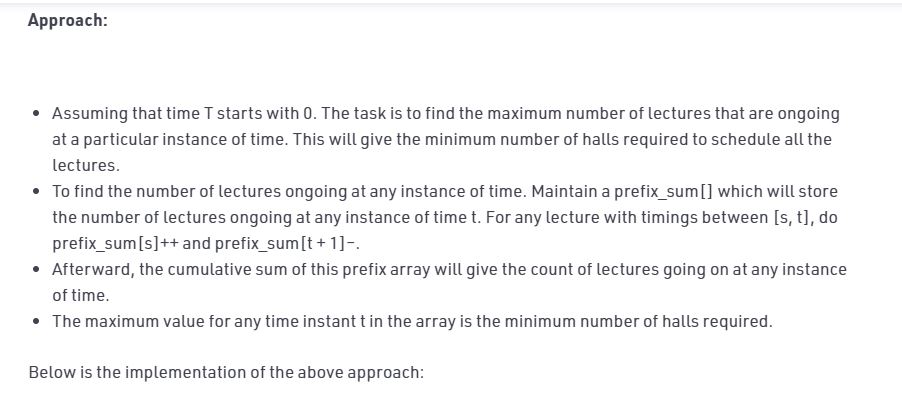 Approach:
• Assuming that time T starts with 0. The task is to find the maximum number of lectures that are ongoing
at a particular instance of time. This will give the minimum number of halls required to schedule all the
lectures.
• To find the number of lectures ongoing at any instance of time. Maintain a prefix_sum[] which will store
the number of lectures ongoing at any instance of time t. For any lecture with timings between [s, t], do
prefix_sum[s]++ and prefix_sum[t + 1]–.
• Afterward, the cumulative sum of this prefix array will give the count of lectures going on at any instance
of time.
• The maximum value for any time instant t in the array is the minimum number of halls required.
Below is the implementation of the above approach: